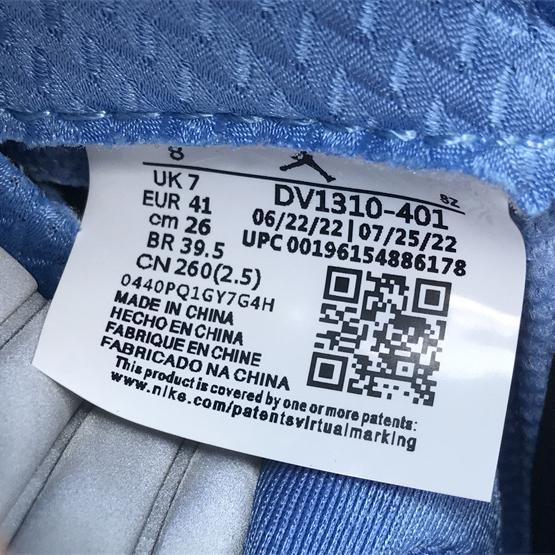 8
UK 7
EUR 41
cm 26
BR 39.5
CN 260(2.5)
0440PQ1GY7G4H
SZ
DV1310-401
06/22/22 | 07/25/22
UPC 00196154886178
MADE IN CHINA
HECHO EN CHINA
FABRIQUE EN CHINE
FABRICADO NA CHINA
This product is covered by one or more patents:
www.nike.com/patentsvirtualmarking